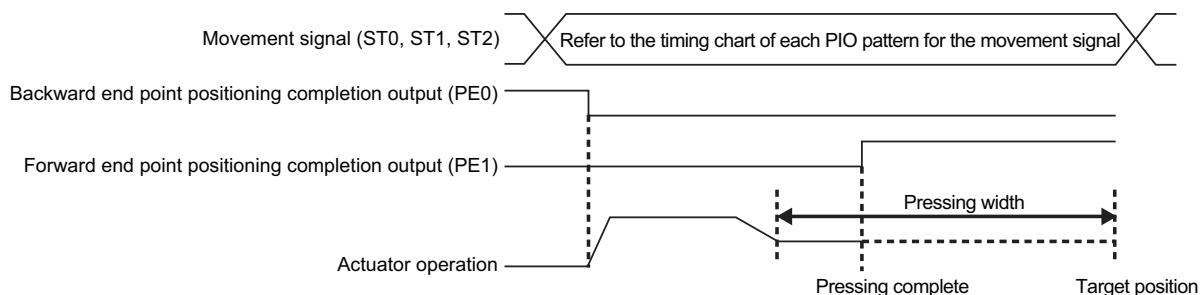 Movement signal (ST0, ST1, ST2)
Refer to the timing chart of each PIO pattern for the movement signal
Backward end point positioning completion output (PE0)
Forward end point positioning completion output (PE1)
Pressing width
Actuator operation
Pressing complete
Target position